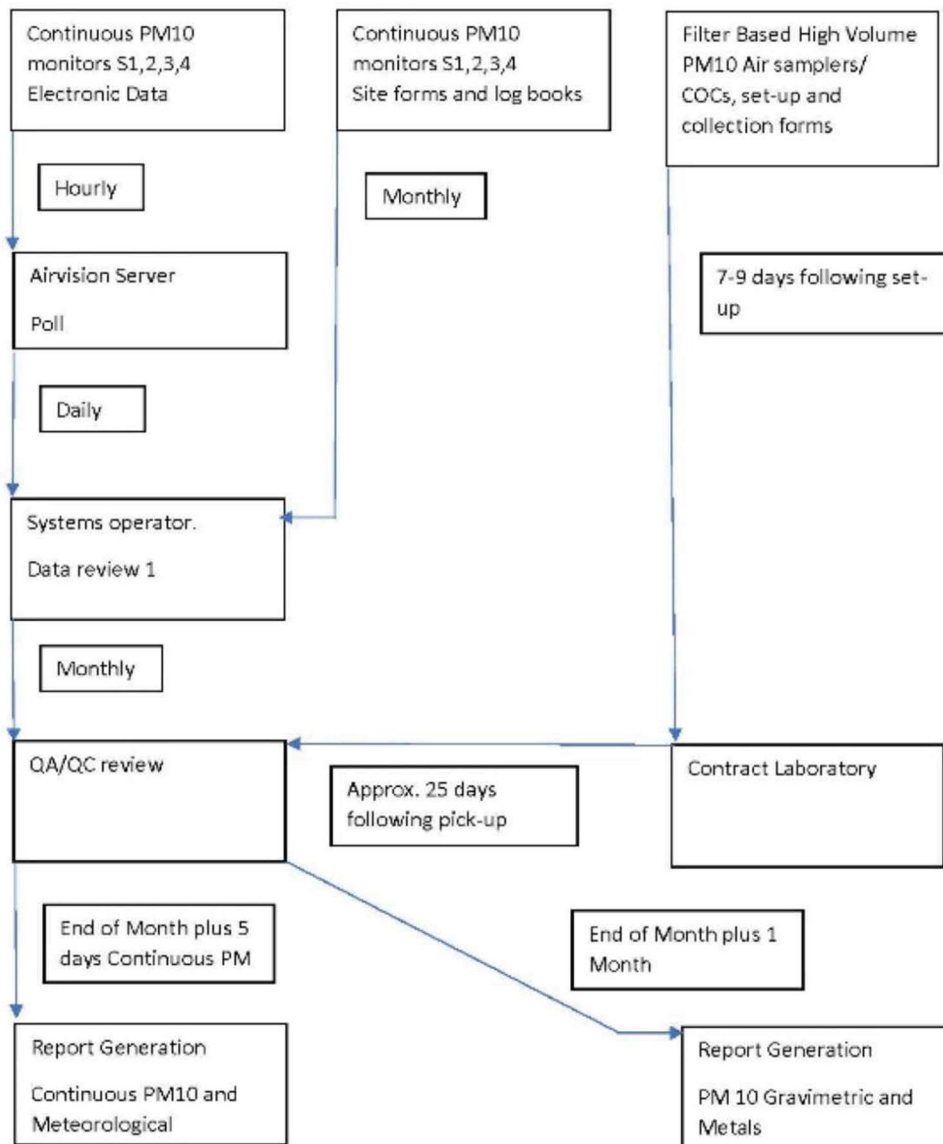 Continuous PM10
monitors S1,2,3,4
Electronic Data
Continuous PM10
monitors S1,2,3,4
Site forms and log books
Filter Based High Volume
PM10 Air samplers/
COCs, set-up and
collection forms
Hourly
Monthly
Airvision Server
Poll
7-9 days following set-
up
Daily
Systems operator.
Data review 1
Monthly
QA/QC review
Approx. 25 days
following pick-up
Contract Laboratory
End of Month plus 5
days Continuous PM
End of Month plus 1
Month
Report Generation
Continuous PM10 and
Meteorological
Report Generation
PM 10 Gravimetric and
Metals